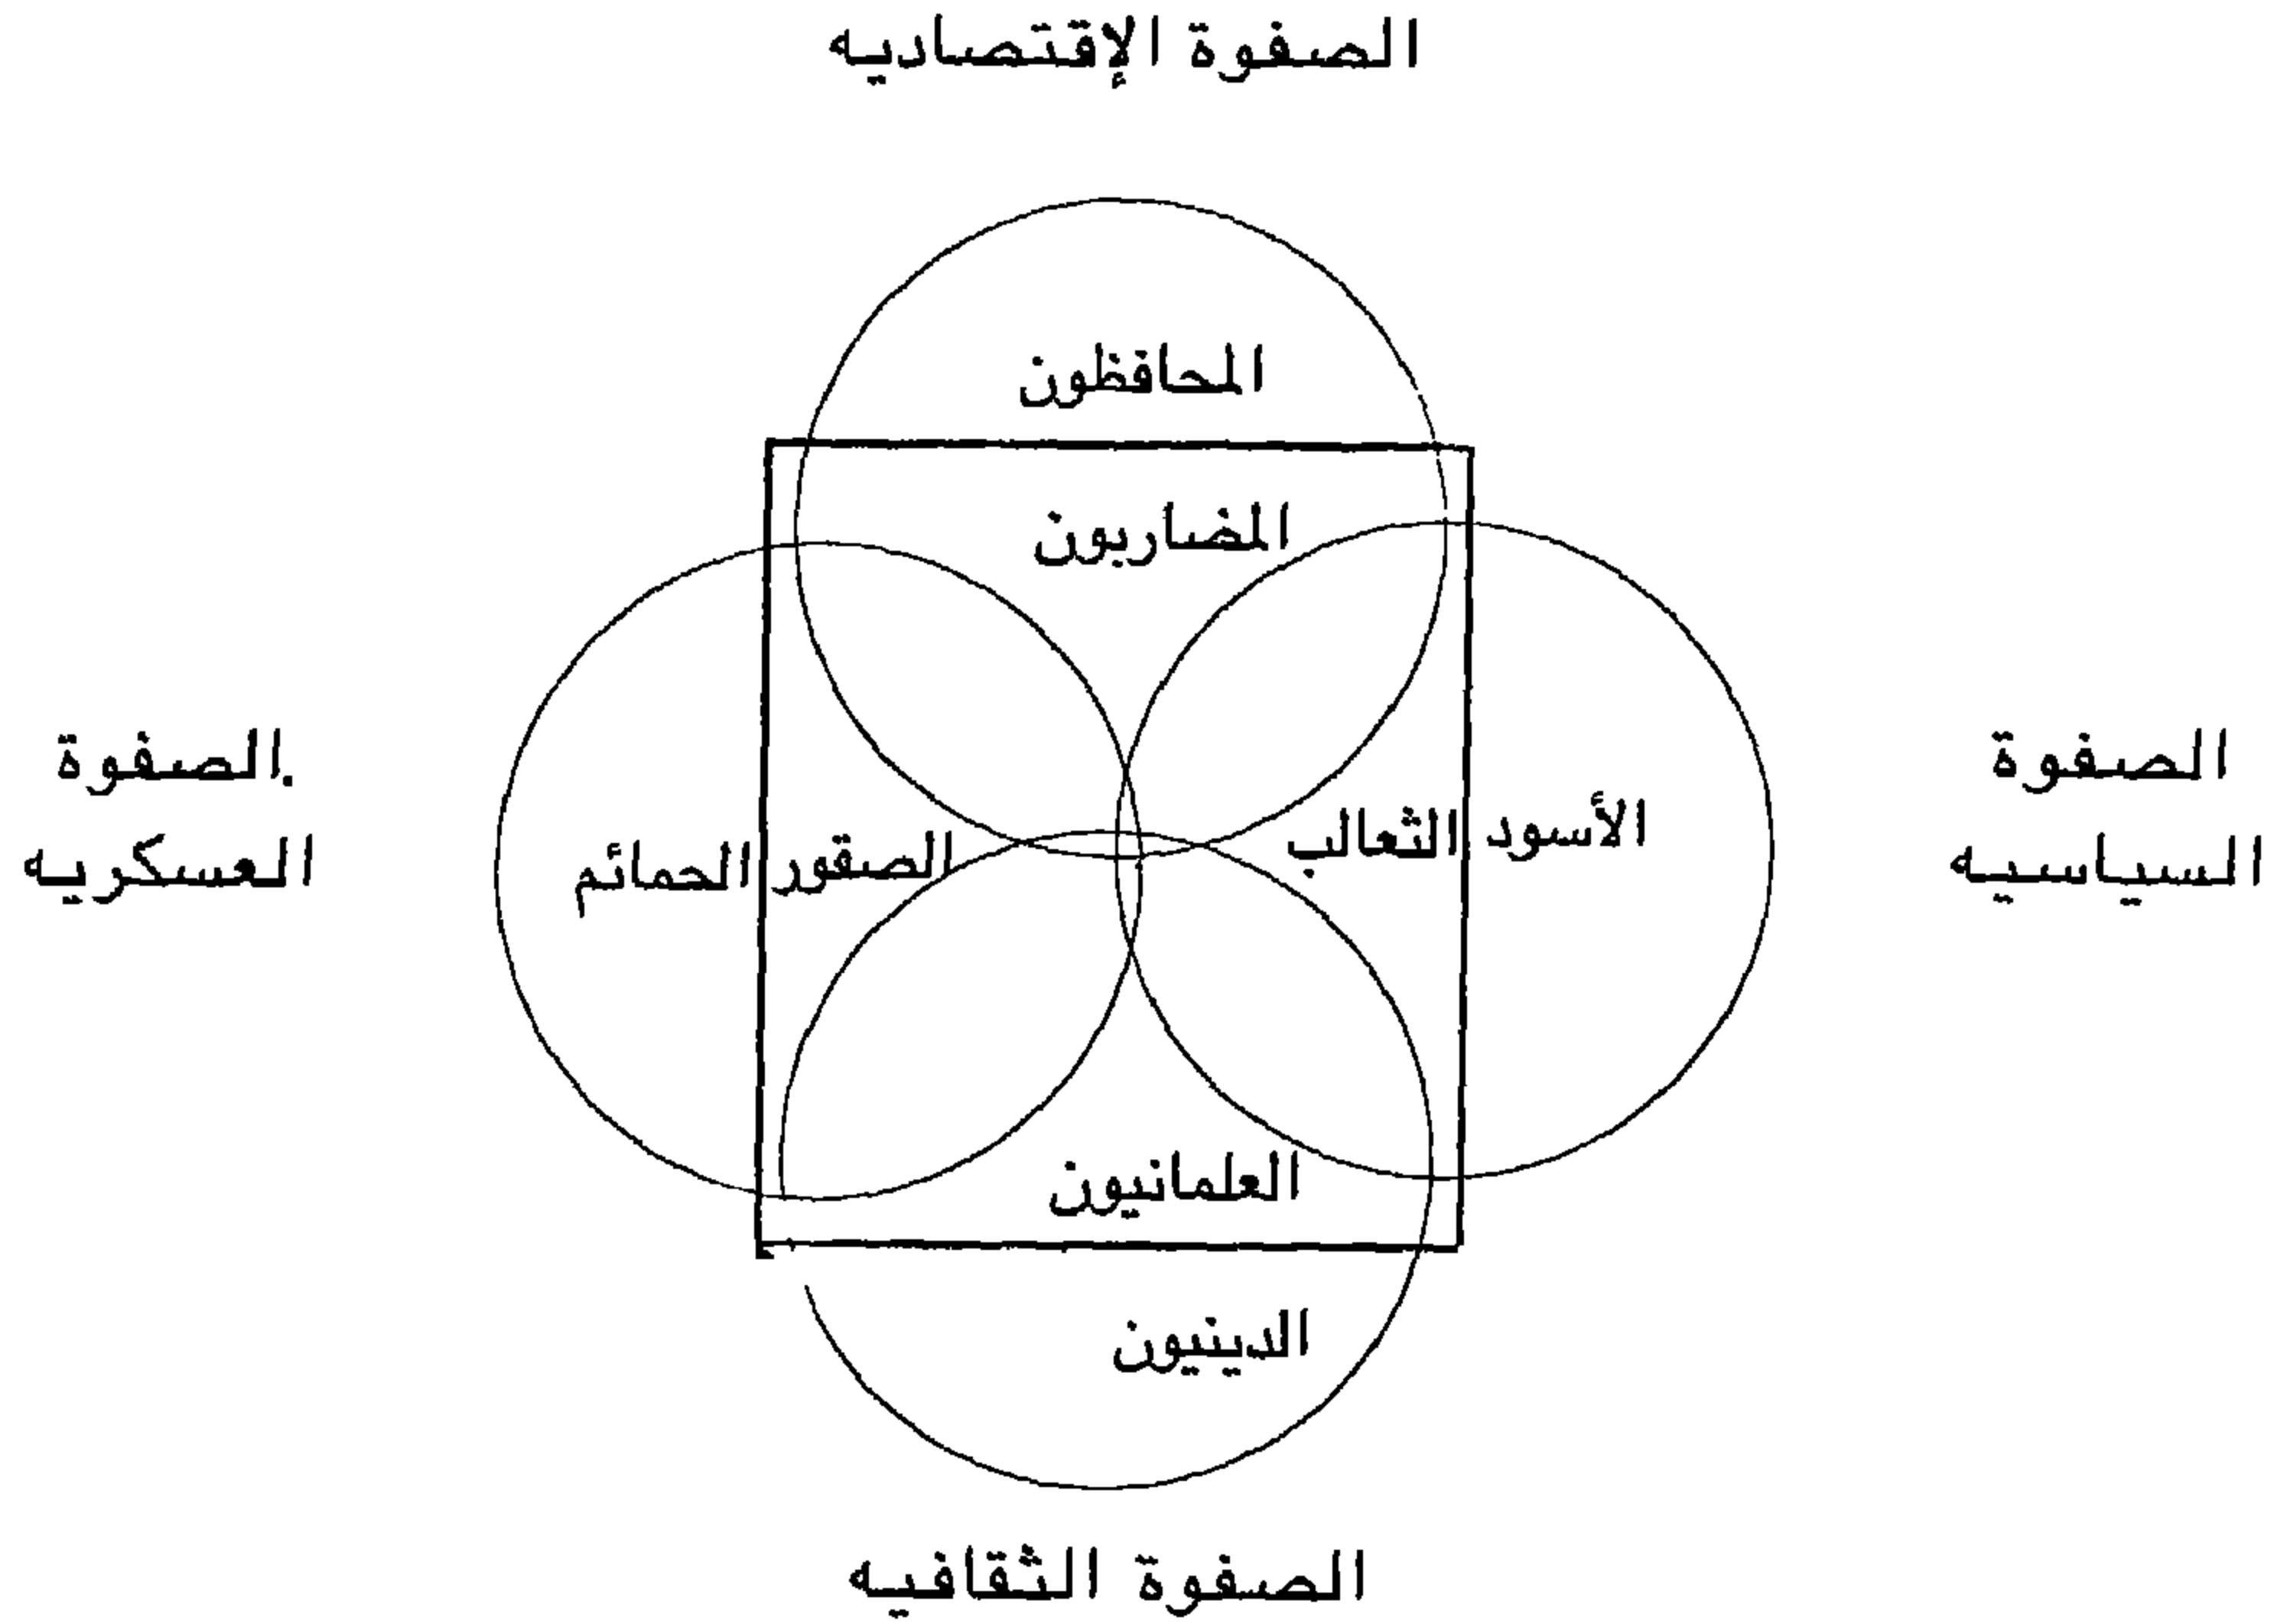 الصفوة الإقتصاديه
المحافظون
المضاربون
الصفوة
السياسيه
الأسود
الثعالب
الصقور
الحمائم
الصفوة
العسكريه
العلمانيون
الدينيون
الصفوة الثقافيه